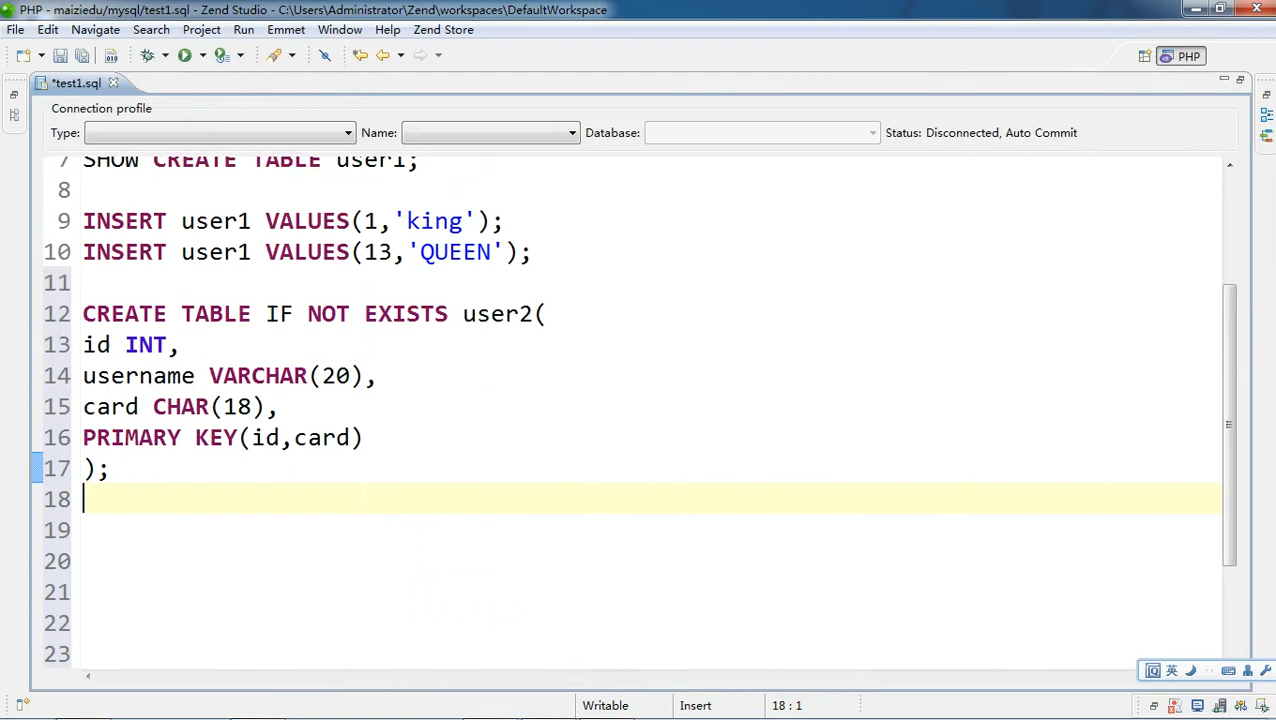 PHP - maiziedu/mysql/test1.sql - Zend Studio - C:\Users\Administrator\Zend\workspaces\DefaultWorkspace
File Edit Navigate Search Project Run Emmet Window Help Zend Store
PHP
*test1.sql
Connection profile
Type: Name: Database: Status: Disconnected, Auto Commit
7 SHOW CREATE TABLE user1;
8
9 INSERT user1 VALUES(1,'king');
10 INSERT user1 VALUES(13,'QUEEN');
11
12 CREATE TABLE IF NOT EXISTS user2(
13 id INT,
14 username VARCHAR(20),
15 card CHAR(18),
16 PRIMARY KEY(id,card)
17 );
18
19
20
21
22
23
英
Writable Insert 18 : 1